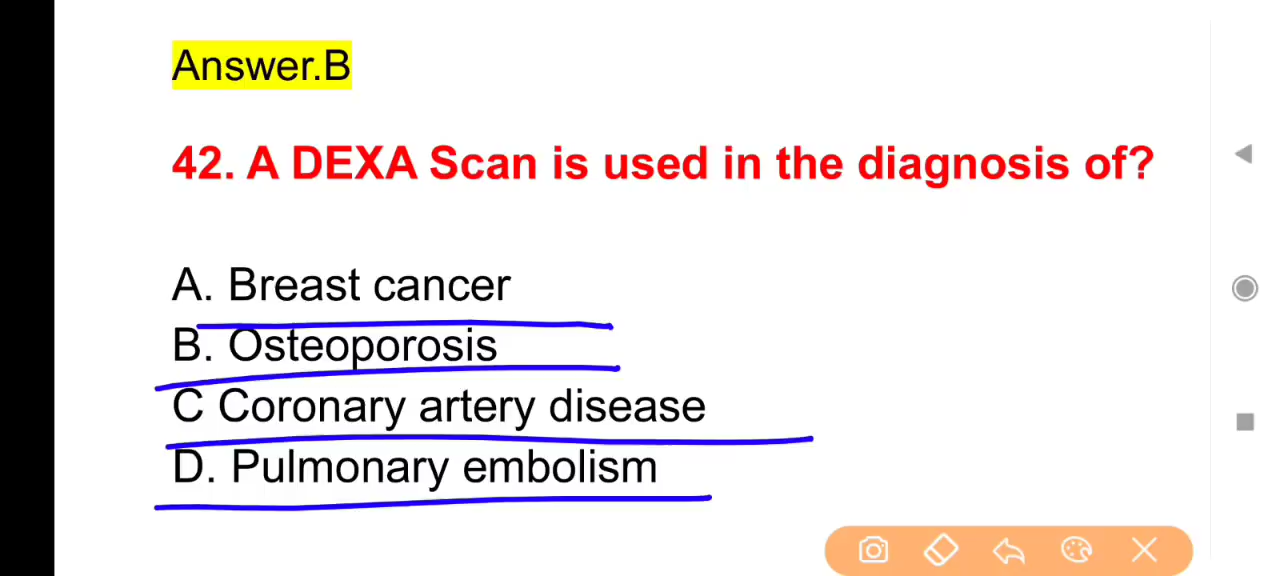 Answer.B
42. A DEXA Scan is used in the diagnosis of?
A. Breast cancer
B. Osteoporosis
C Coronary artery disease
D. Pulmonary embolism